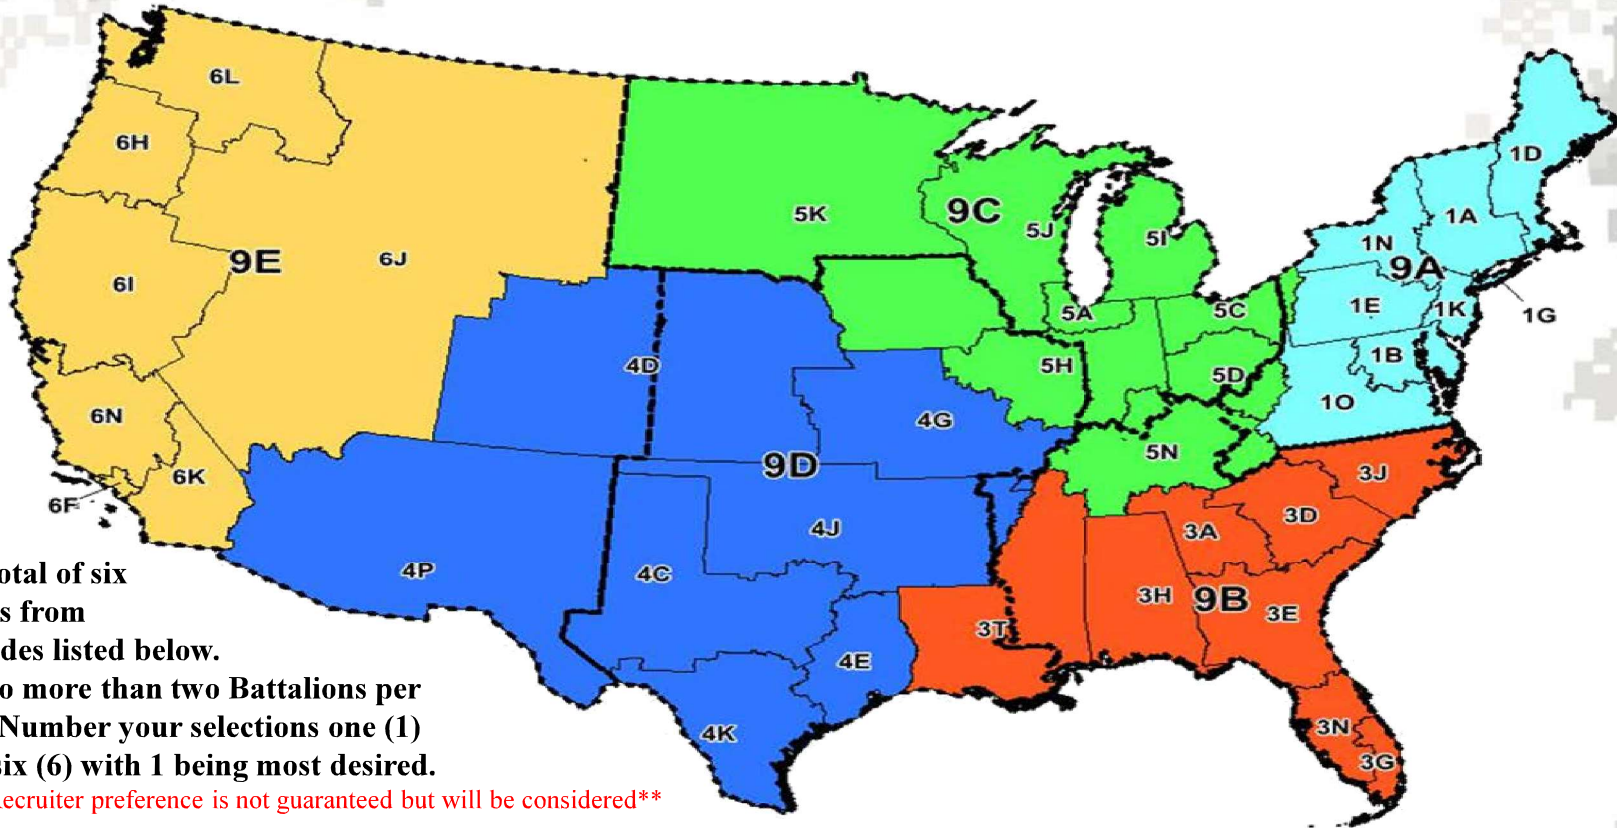 6L
6H
9E
6J
6I
6N
6K
6F
5K
9C
5J
5I
5A
5C
5H
5D
5N
1D
1A
1N
9A
1E
1K
1G
1B
1O
4D
4G
9D
4J
4P
4C
4E
4K
3J
3D
3A
3H
9B
3E
3T
3N
3G
otal of six
s from
des listed below.
o more than two Battalions per
Number your selections one (1)
six (6) with 1 being most desired.
Recruiter preference is not guaranteed but will be considered**